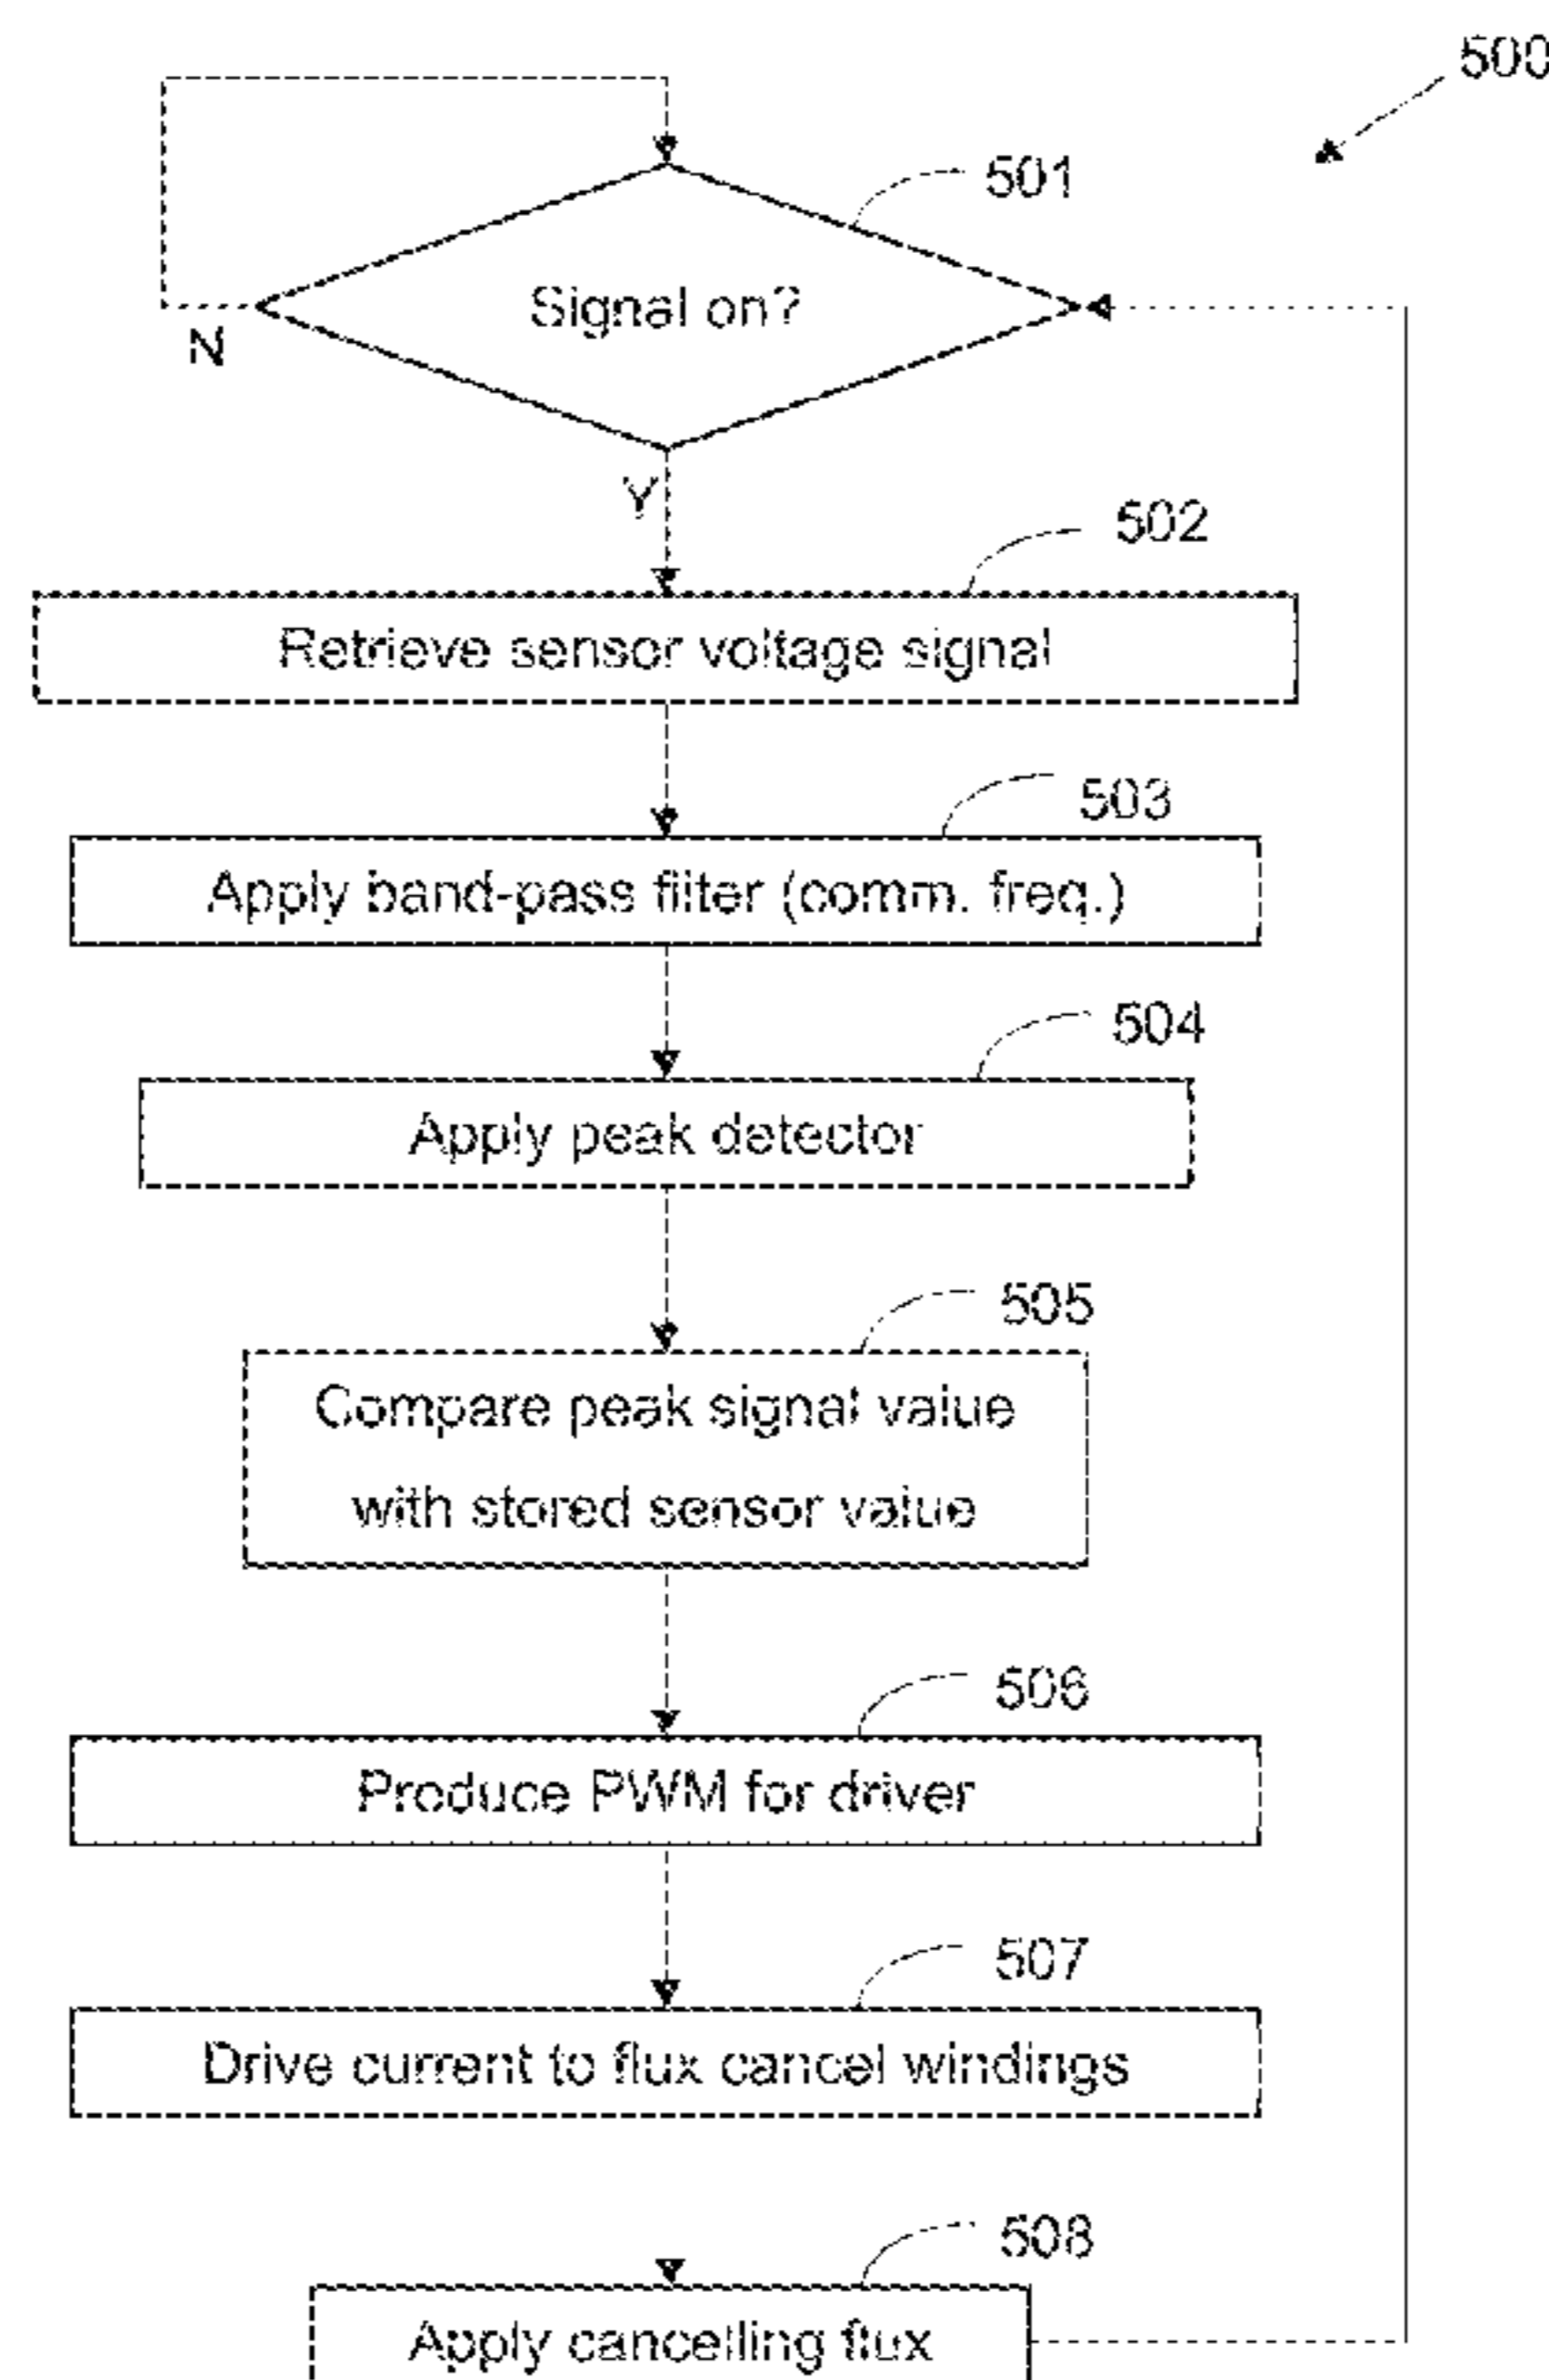 500
501
Signal on?
N
Y
502
Retrieve sensor voltage signal
503
Apply band-pass filter (comm. freq.)
504
Apply peak detector
505
Compare peak signal value
with stored sensor value
506
Produce PWM for driver
507
Drive current to flux cancel windings
508
Apply cancelling flux